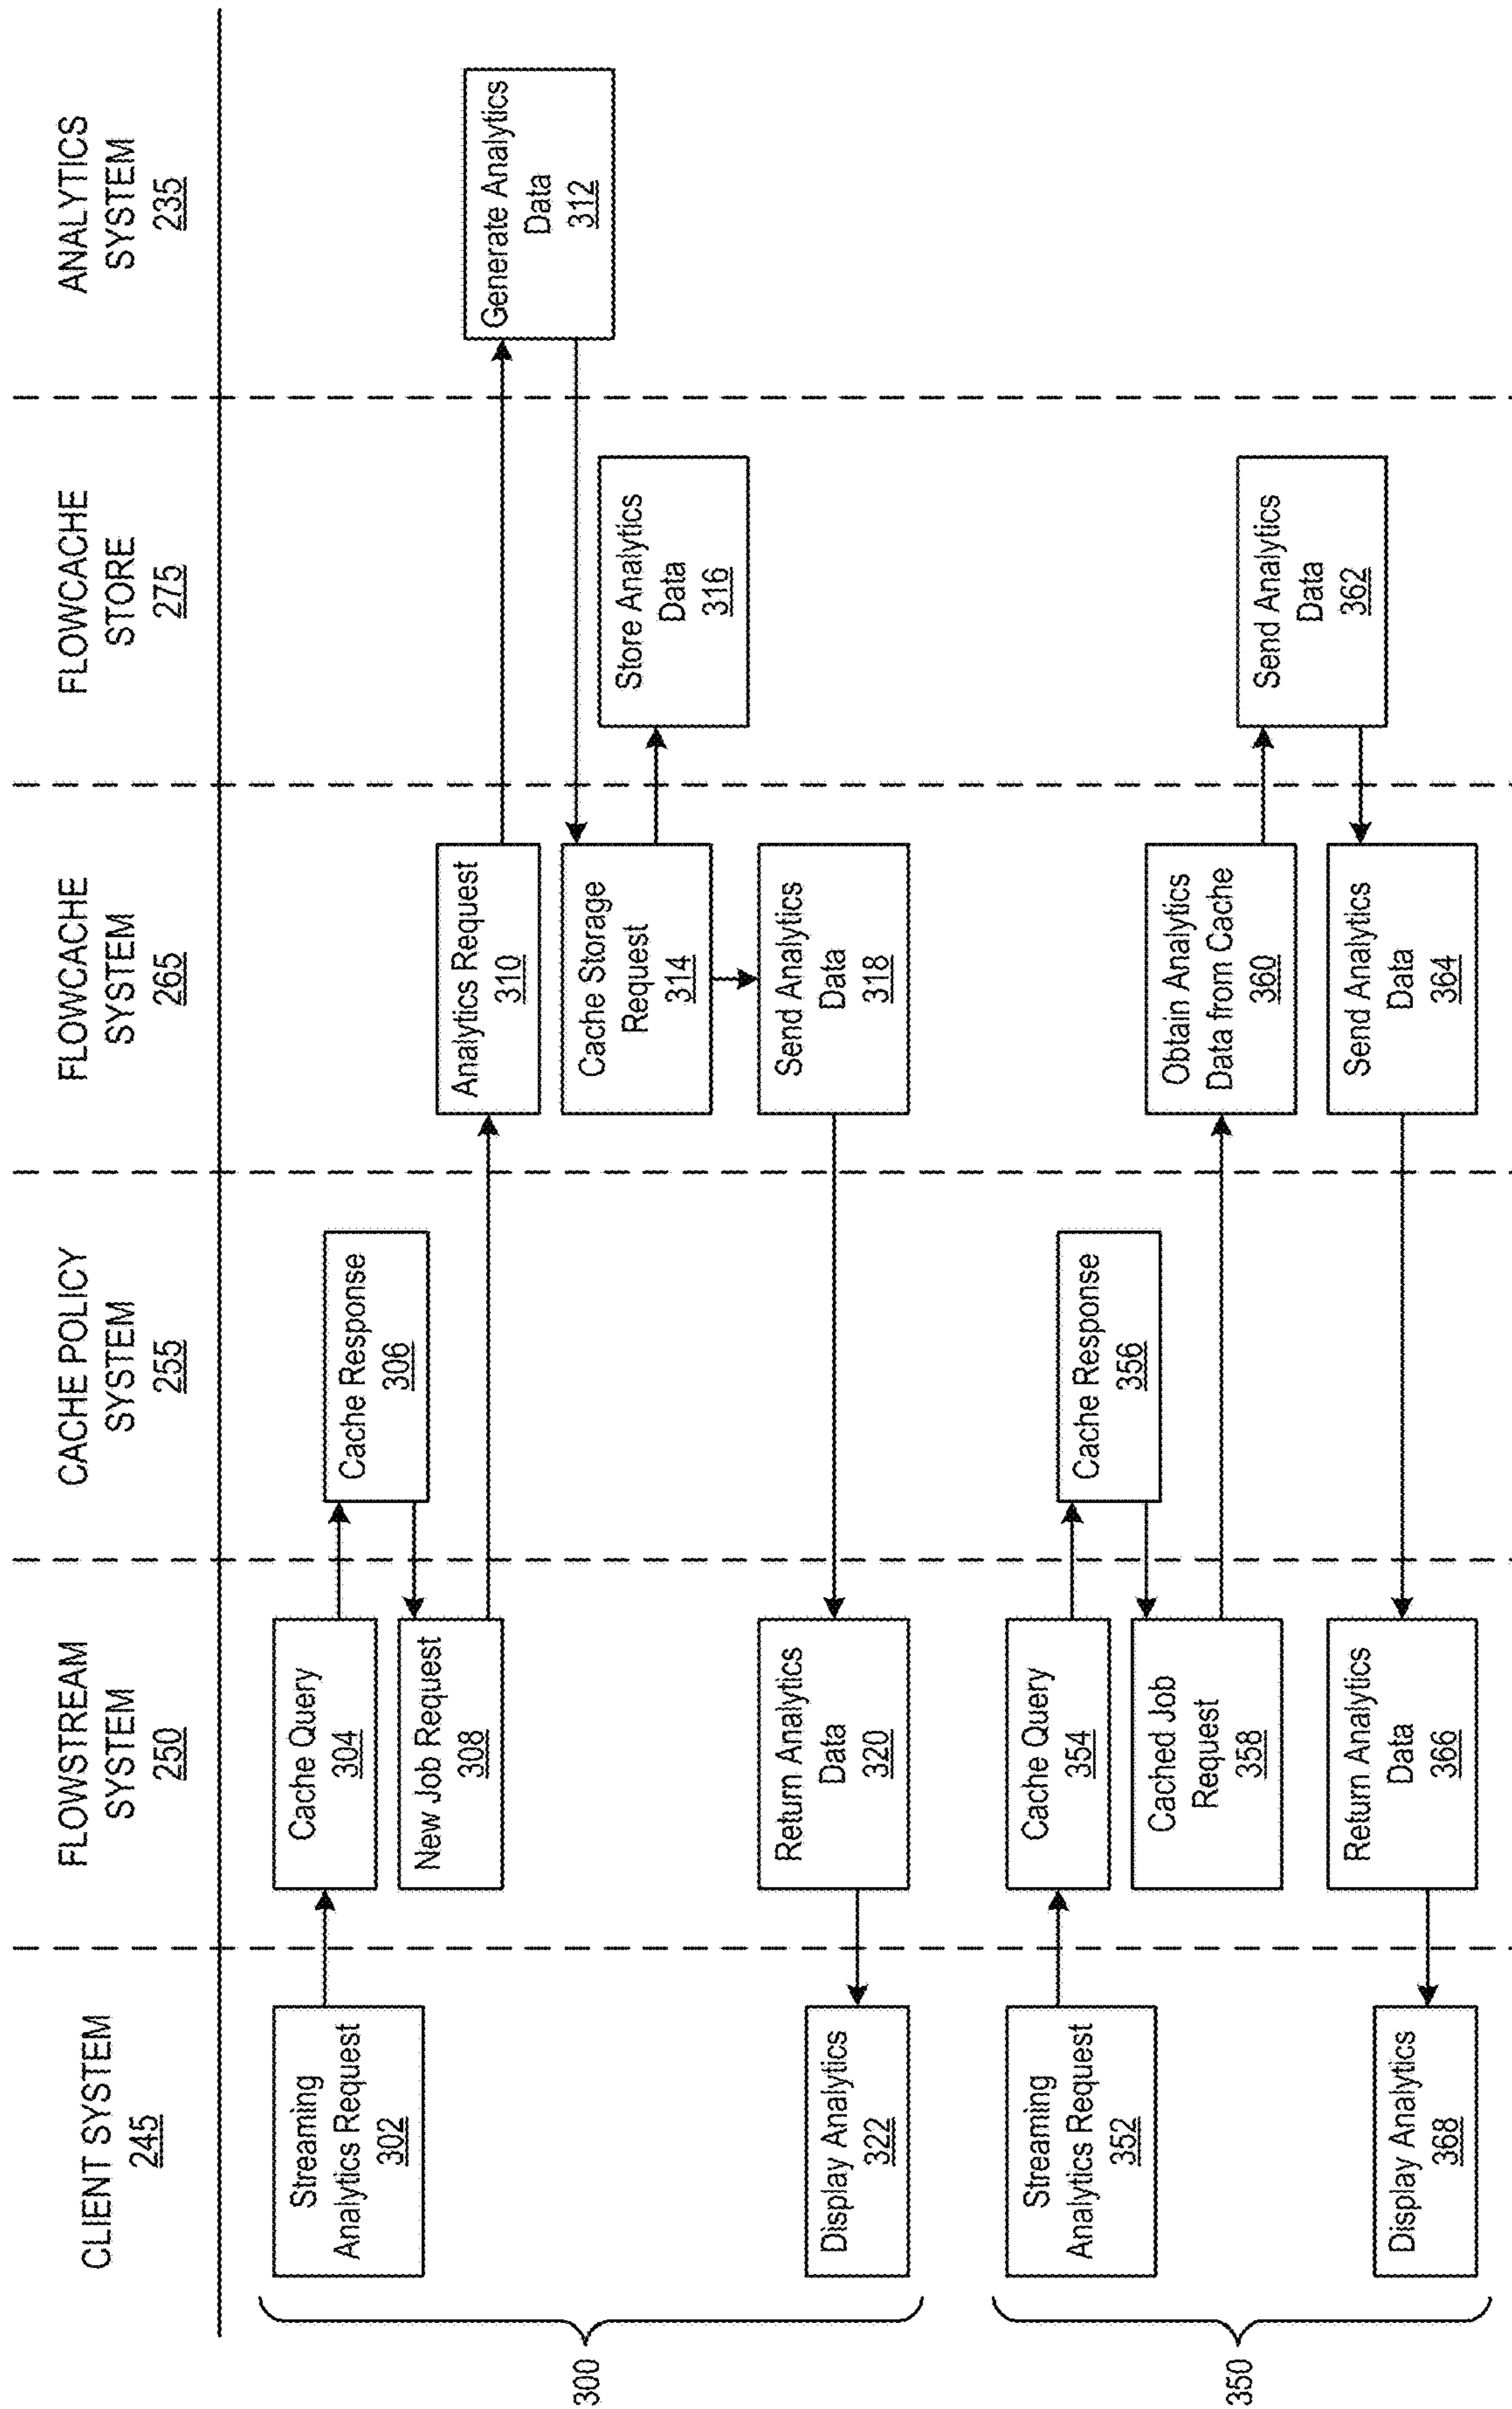 CLIENT SYSTEM
245
FLOWSTREAM
SYSTEM
250
CACHE POLICY
SYSTEM
255
FLOWCACHE
SYSTEM
265
FLOWCACHE
STORE
275
ANALYTICS
SYSTEM
235
300
Streaming
Analytics Request
302
Cache Query
304
Cache Response
306
New Job Request
308
Analytics Request
310
Generate Analytics
Data
312
Cache Storage
Request
314
Store Analytics
Data
316
Send Analytics
Data
318
Return Analytics
Data
320
Display Analytics
322
350
Streaming
Analytics Request
352
Cache Query
354
Cache Response
356
Cached Job
Request
358
Obtain Analytics
Data from Cache
360
Send Analytics
Data
362
Send Analytics
Data
364
Return Analytics
Data
366
Display Analytics
368